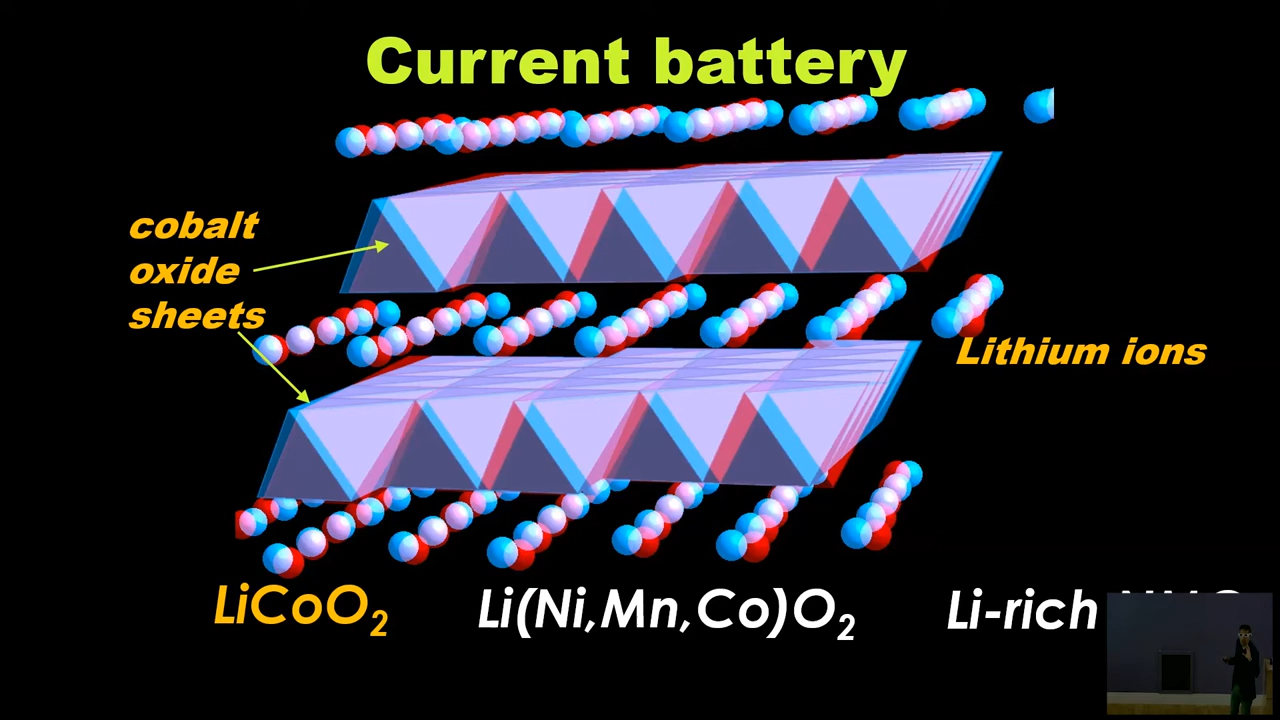 Current battery
cobalt
oxide
sheets
Lithium ions
LiCoO₂
Li(Ni,Mn,Co)O₂
Li-rich